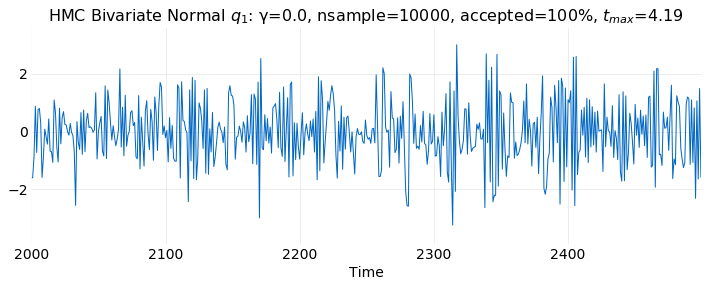 HMC Bivariate Normal q₁: γ=0.0, nsample=10000, accepted=100%, tₘₐₓ=4.19
2
0
−2
2000 2100 2200 2300 2400
Time